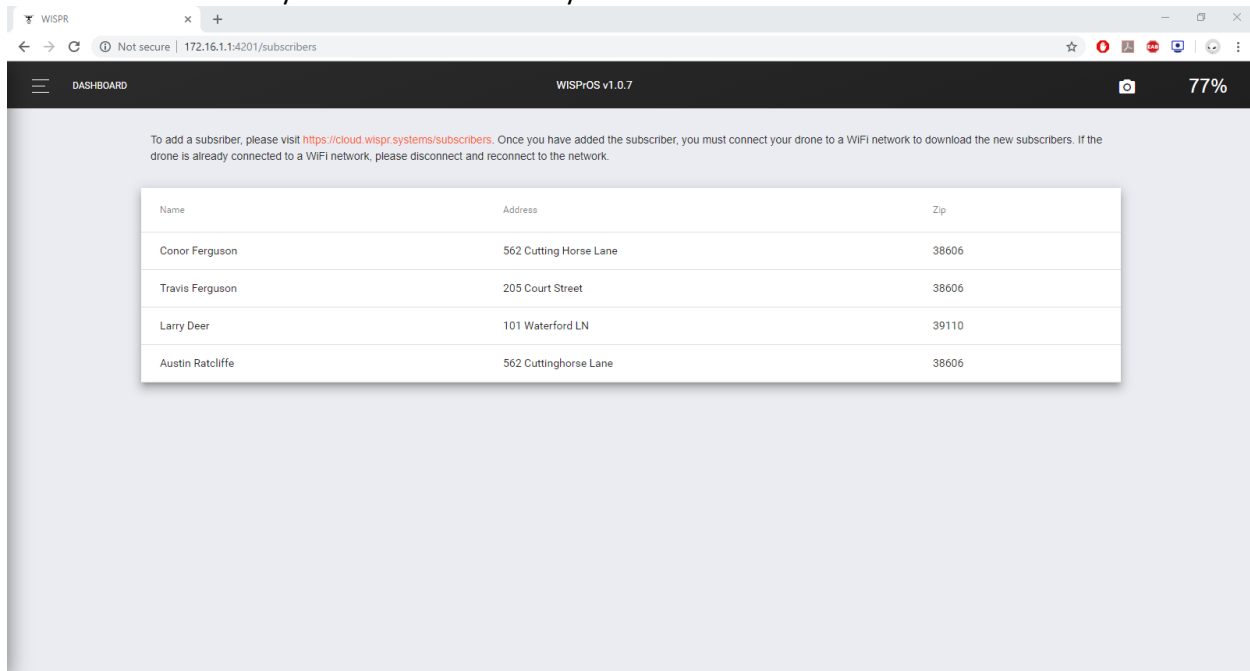 WISPR
Not secure | 172.16.1.1:4201/subscribers
DASHBOARD WISPrOS v1.0.7 77%
To add a subsriber, please visit https://cloud.wispr.systems/subscribers. Once you have added the subscriber, you must connect your drone to a WiFi network to download the new subscribers. If the
drone is already connected to a WiFi network, please disconnect and reconnect to the network.
Name Address Zip
Conor Ferguson 562 Cutting Horse Lane 38606
Travis Ferguson 205 Court Street 38606
Larry Deer 101 Waterford LN 39110
Austin Ratcliffe 562 Cuttinghorse Lane 38606